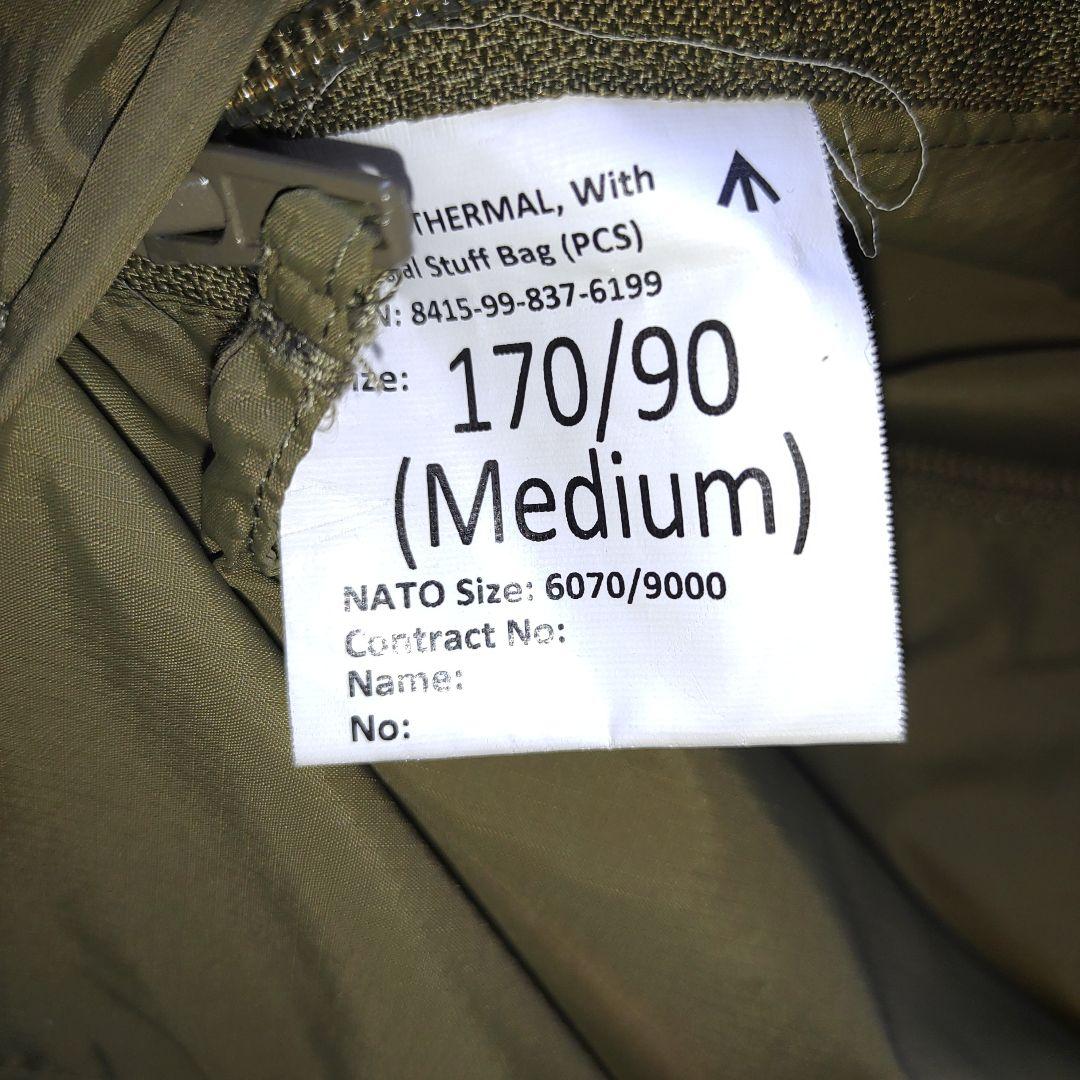 THERMAL, With
Stuff Bag (PCS)
8415-99-837-6199
170/90
(Medium)
NATO Size: 6070/9000
Contract No:
Name:
No: